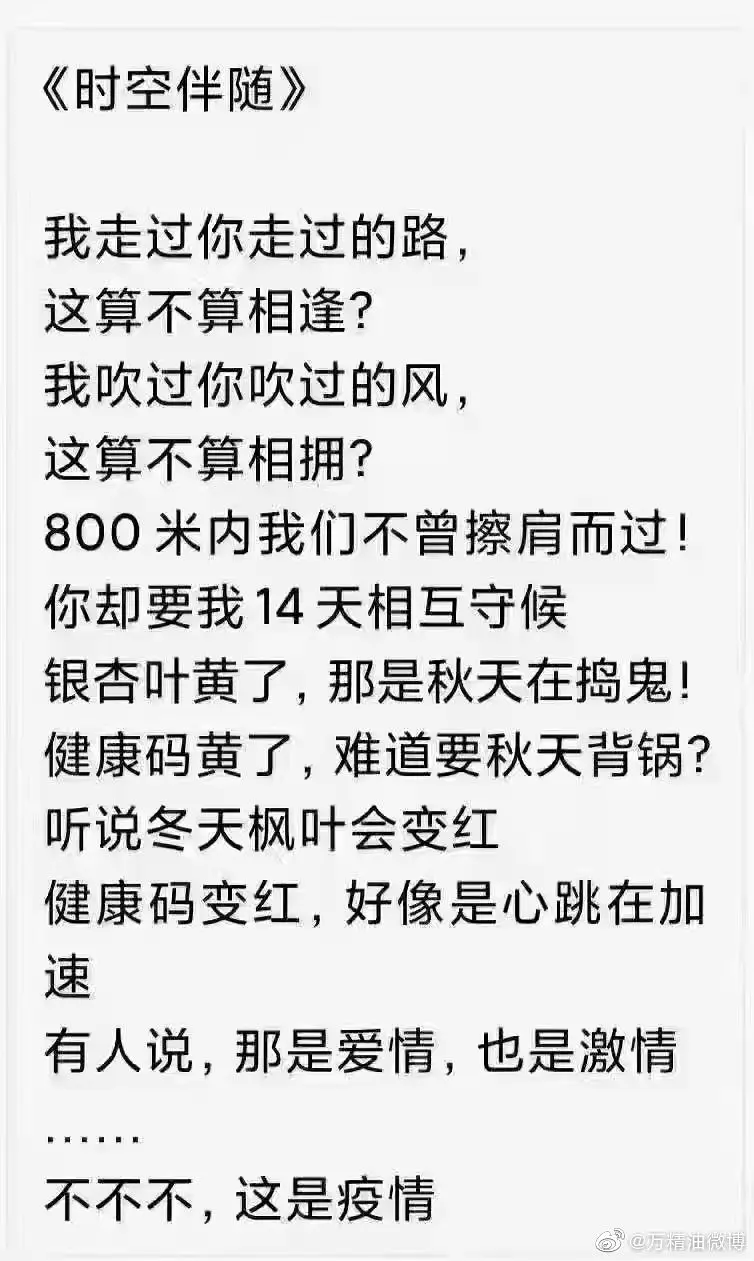 《时空伴随》
我走过你走过的路，
这算不算相逢？
我吹过你吹过的风，
这算不算相拥？
800米内我们不曾擦肩而过！
你却要我14天相互守候
银杏叶黄了，那是秋天在捣鬼！
健康码黄了，难道要秋天背锅？
听说冬天枫叶会变红
健康码变红，好像是心跳在加
速
有人说，那是爱情，也是激情
……
不不不，这是疫情
@万精油微博